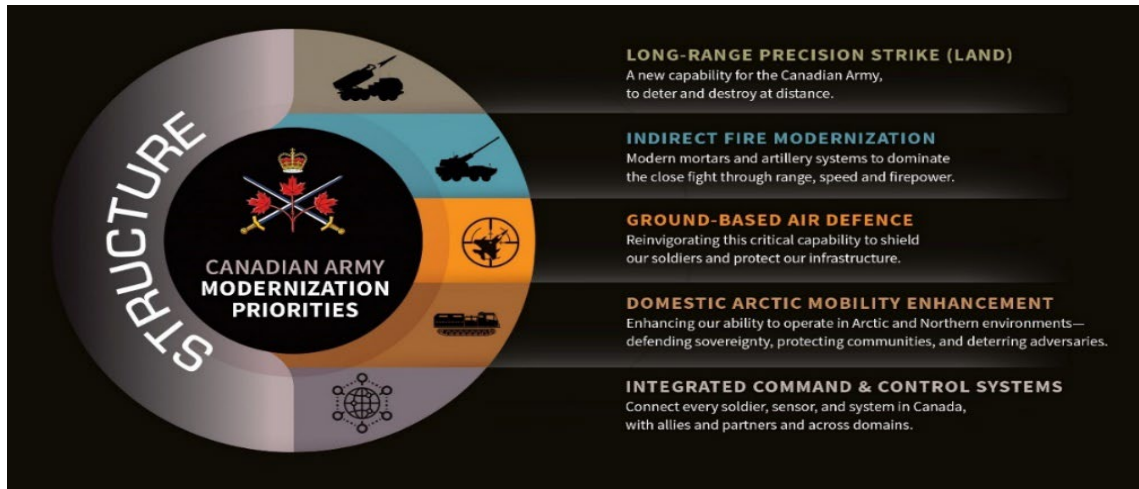 STRUCTURE
CANADIAN ARMY
MODERNIZATION
PRIORITIES
LONG-RANGE PRECISION STRIKE (LAND)
A new capability for the Canadian Army,
to deter and destroy at distance.
INDIRECT FIRE MODERNIZATION
Modern mortars and artillery systems to dominate
the close fight through range, speed and firepower.
GROUND-BASED AIR DEFENCE
Reinvigorating this critical capability to shield
our soldiers and protect our infrastructure.
DOMESTIC ARCTIC MOBILITY ENHANCEMENT
Enhancing our ability to operate in Arctic and Northern environments—
defending sovereignty, protecting communities, and deterring adversaries.
INTEGRATED COMMAND & CONTROL SYSTEMS
Connect every soldier, sensor, and system in Canada,
with allies and partners and across domains.